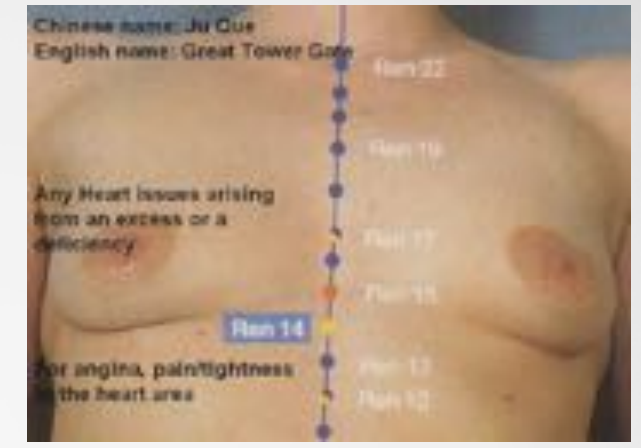 Chinese name: Ju Que
English name: Great Tower Gate
Ren 22
Ren 19
Any Heart issues arising
from an excess or a
deficiency
Ren 17
Ren 15
Ren 14
For angina, pain/tightness
in the heart area
Ren 13
Ren 12